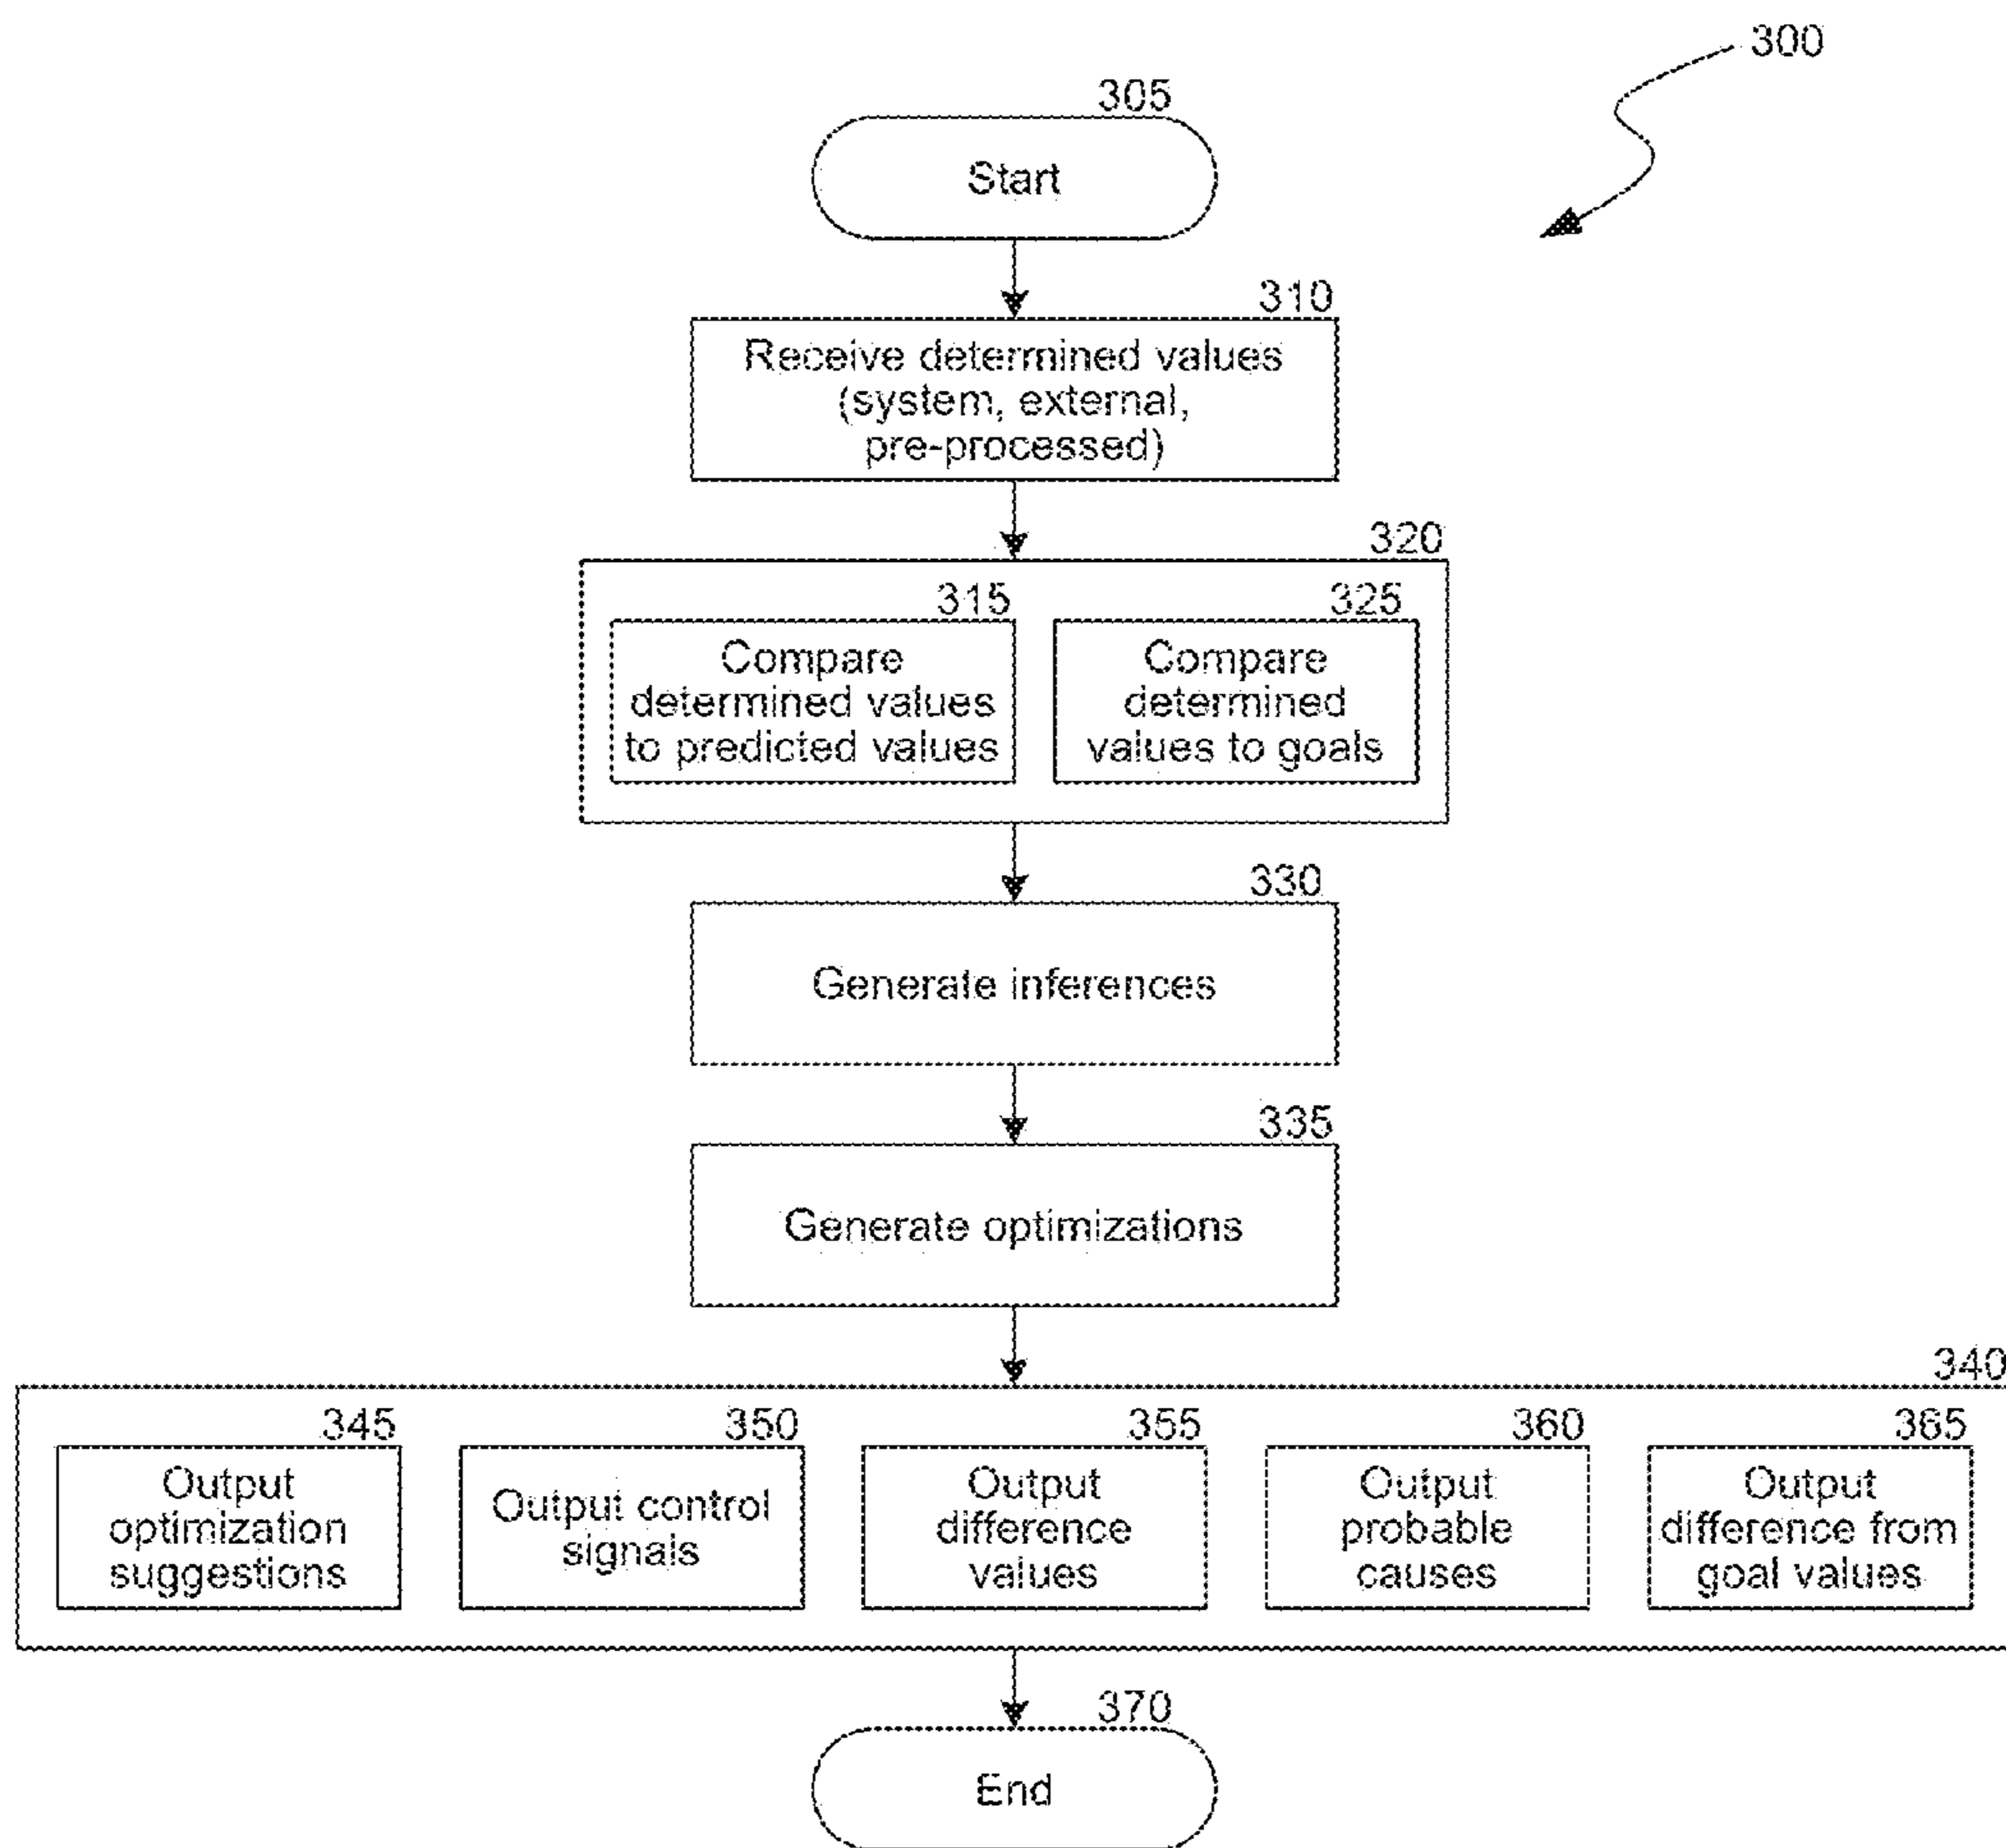 300
305
Start
310
Receive determined values
(system, external,
pre-processed)
320
315
Compare
determined values
to predicted values
325
Compare
determined
values to goals
330
Generate inferences
335
Generate optimizations
340
345
Output
optimization
suggestions
350
Output control
signals
355
Output
difference
values
360
Output
probable
causes
365
Output
difference from
goal values
370
End